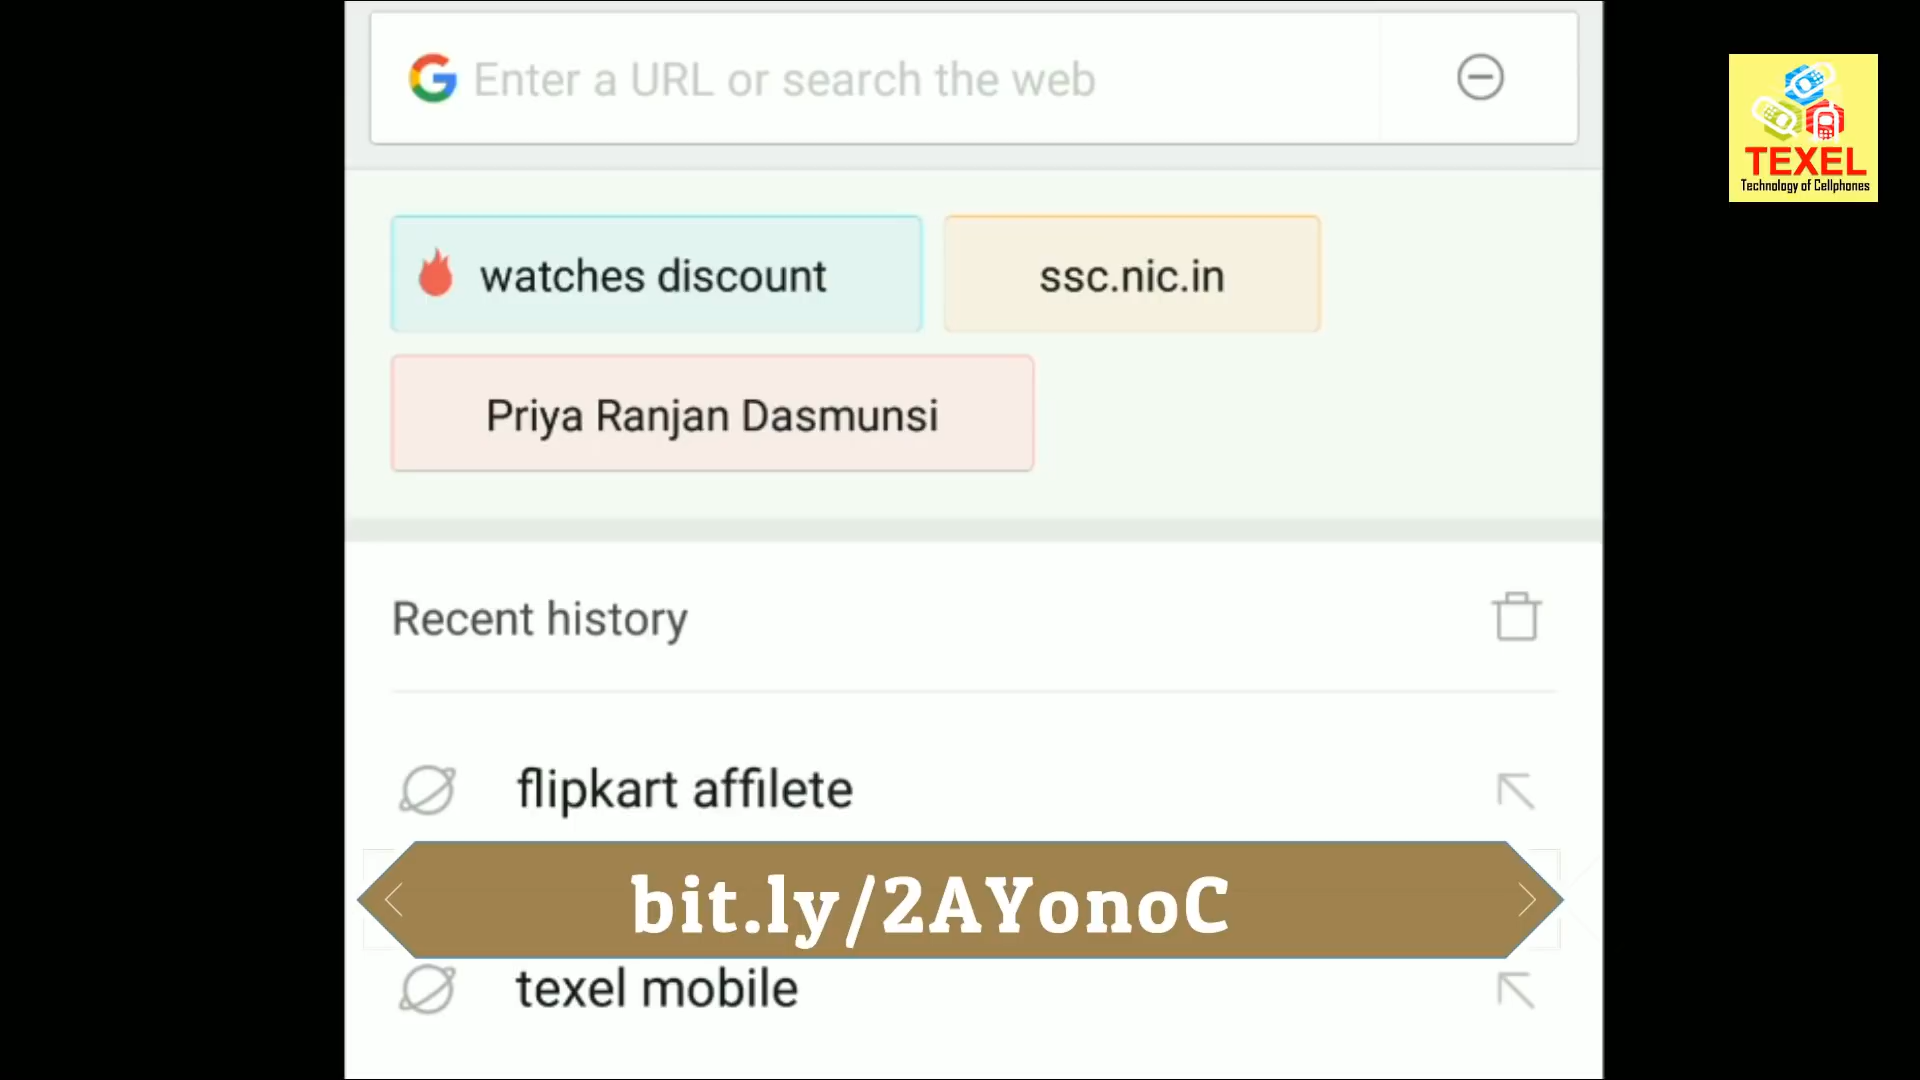 Enter a URL or search the web
TEXEL
Technology of Cellphones
watches discount
ssc.nic.in
Priya Ranjan Dasmunsi
Recent history
flipkart affilete
bit.ly/2AYonoC
texel mobile